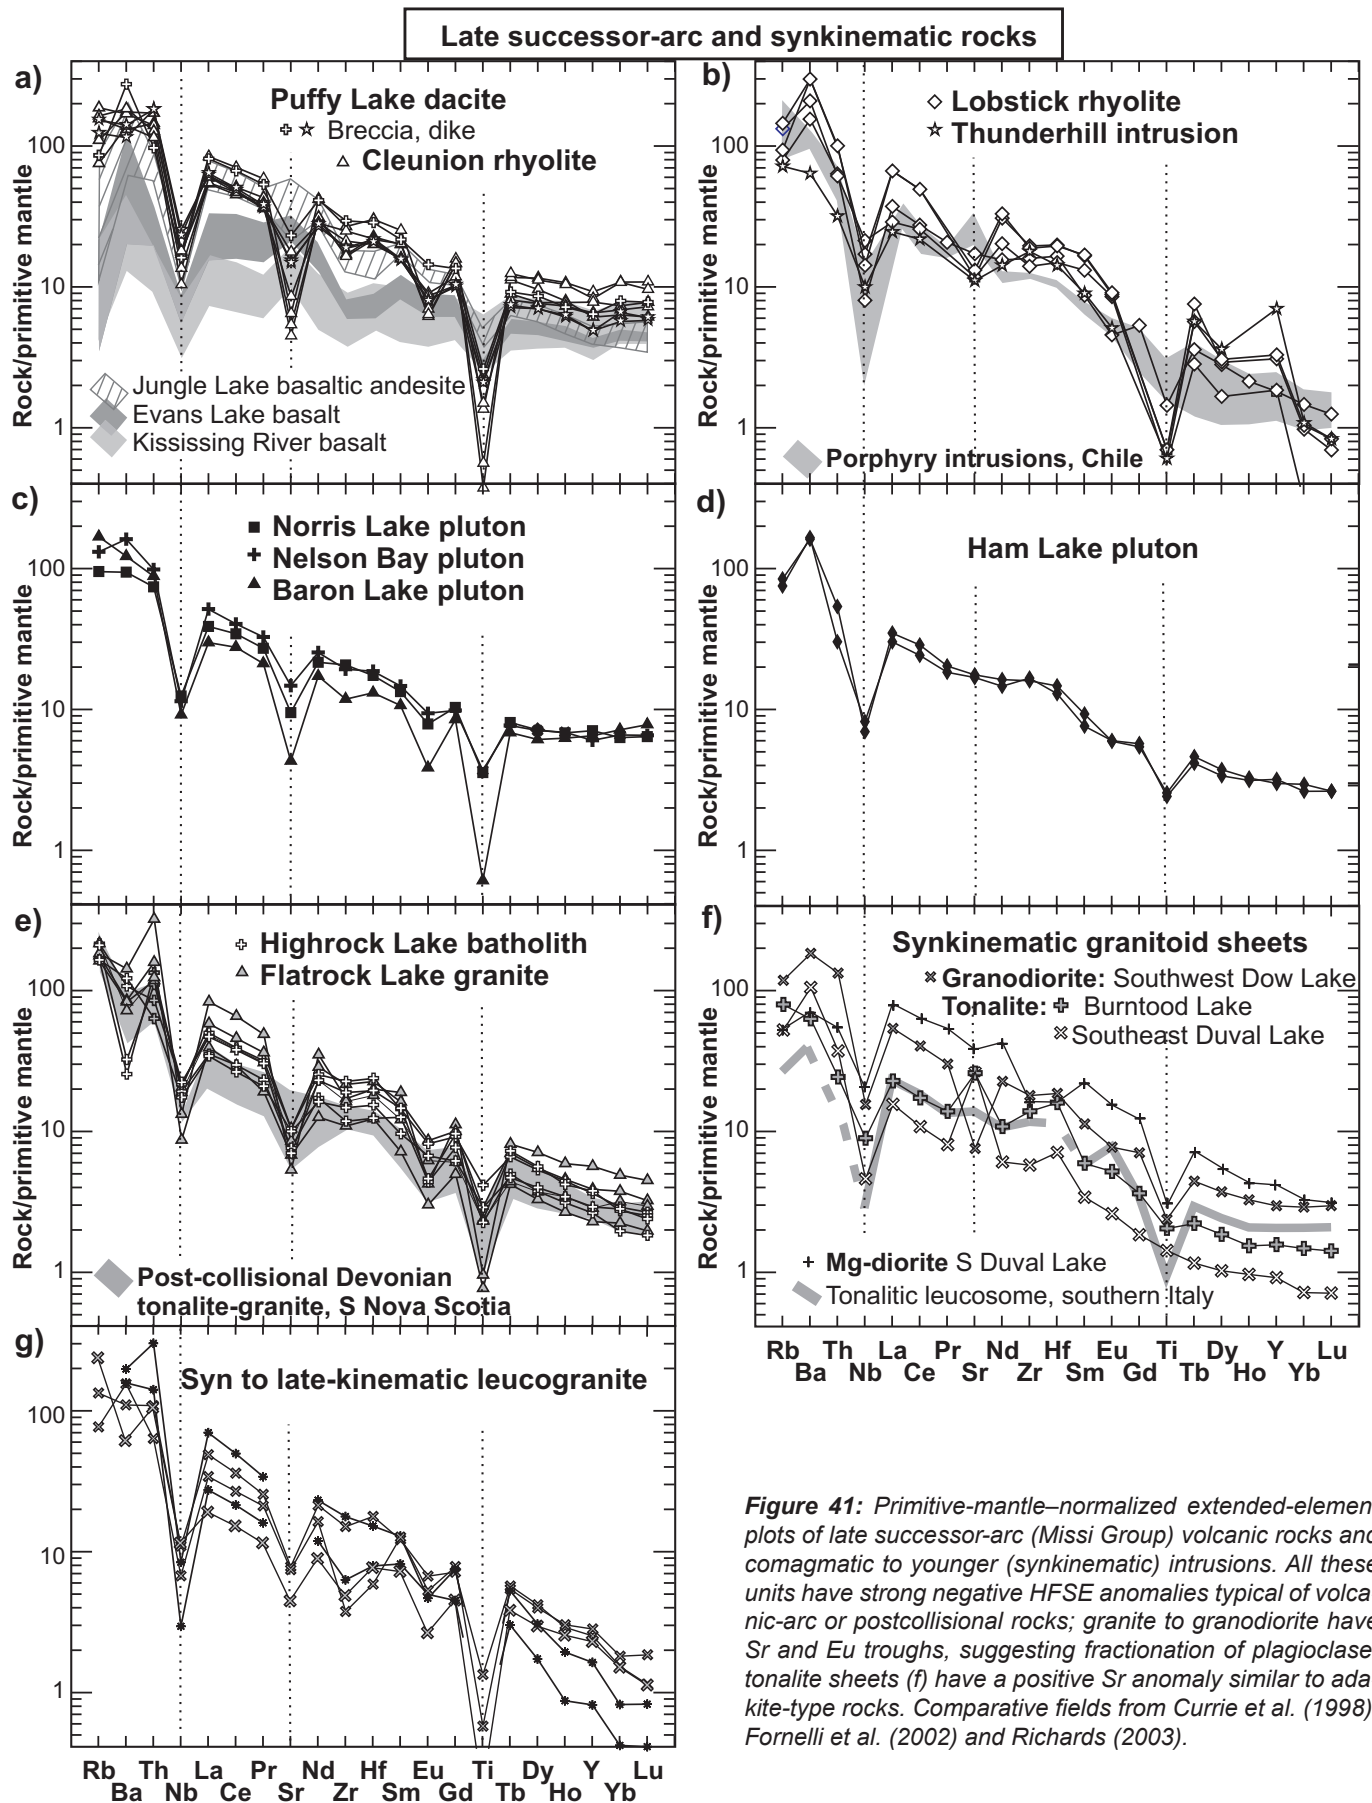 Late successor-arc and synkinematic rocks
a)
Puffy Lake dacite
Breccia, dike
Cleunion rhyolite
Jungle Lake basaltic andesite
Evans Lake basalt
Kississing River basalt
Rock/primitive mantle
100
10
1
b)
Lobstick rhyolite
Thunderhill intrusion
Porphyry intrusions, Chile
Rock/primitive mantle
100
10
1
c)
Norris Lake pluton
Nelson Bay pluton
Baron Lake pluton
Rock/primitive mantle
100
10
1
d)
Ham Lake pluton
Rock/primitive mantle
100
10
1
e)
Highrock Lake batholith
Flatrock Lake granite
Post-collisional Devonian
tonalite-granite, S Nova Scotia
Rock/primitive mantle
100
10
1
f)
Synkinematic granitoid sheets
Granodiorite: Southwest Dow Lake
Tonalite: Burntood Lake
Southeast Duval Lake
Mg-diorite S Duval Lake
Tonalitic leucosome, southern Italy
Rock/primitive mantle
100
10
1
Rb Th La Pr Nd Hf Eu Ti Dy Y Lu
Ba Nb Ce Sr Zr Sm Gd Tb Ho Yb
g)
Syn to late-kinematic leucogranite
Rock/primitive mantle
100
10
1
Rb Th La Pr Nd Hf Eu Ti Dy Y Lu
Ba Nb Ce Sr Zr Sm Gd Tb Ho Yb
Figure 41: Primitive-mantle–normalized extended-elemen
plots of late successor-arc (Missi Group) volcanic rocks and
comagmatic to younger (synkinematic) intrusions. All these
units have strong negative HFSE anomalies typical of volca
nic-arc or postcollisional rocks; granite to granodiorite have
Sr and Eu troughs, suggesting fractionation of plagioclase
tonalite sheets (f) have a positive Sr anomaly similar to ada
kite-type rocks. Comparative fields from Currie et al. (1998)
Fornelli et al. (2002) and Richards (2003).